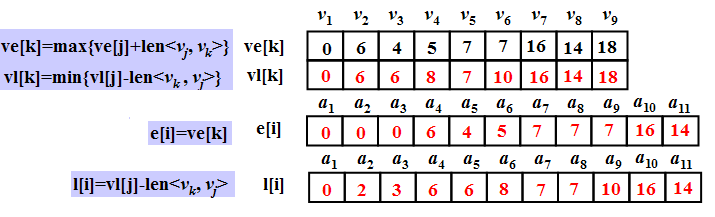 v1 v2 v3 v4 v5 v6 v7 v8 v9
ve[k]=max{ve[j]+len<vj, vk>} ve[k] 0 6 4 5 7 7 16 14 18
vl[k]=min{vl[j]-len<vk , vj>} vl[k] 0 6 6 8 7 10 16 14 18
a1 a2 a3 a4 a5 a6 a7 a8 a9 a10 a11
e[i]=ve[k] e[i] 0 0 0 6 4 5 7 7 7 16 14
a1 a2 a3 a4 a5 a6 a7 a8 a9 a10 a11
l[i]=vl[j]-len<vk, vj> l[i] 0 2 3 6 6 8 7 7 10 16 14